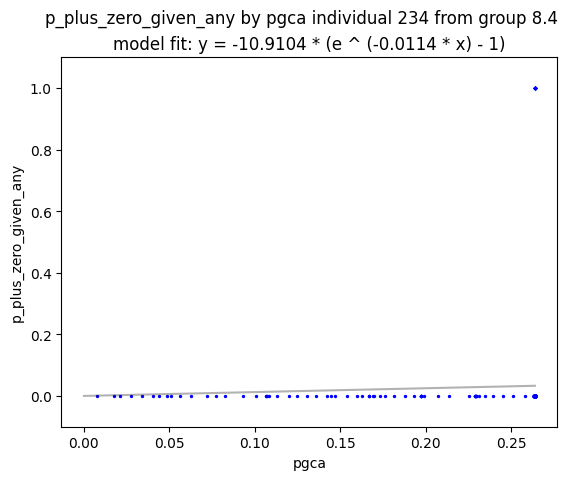 p_plus_zero_given_any by pgca individual 234 from group 8.4
model fit: y = -10.9104 * (e ^ (-0.0114 * x) - 1)
1.0
0.8
0.6
0.4
0.2
0.0
p_plus_zero_given_any
0.00 0.05 0.10 0.15 0.20 0.25
pgca